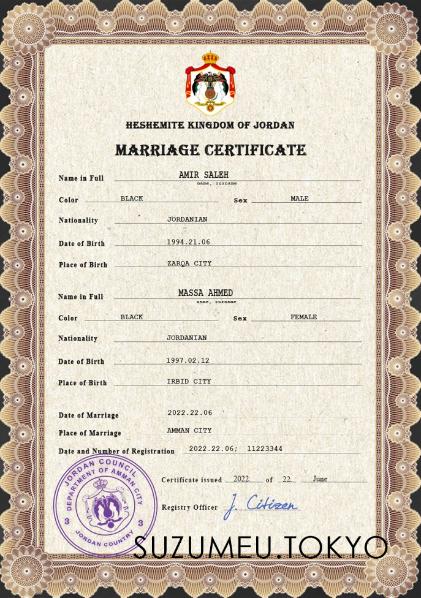 HESHEMITE KINGDOM OF JORDAN
MARRIAGE CERTIFICATE
Name in Full AMIR SALEH
name, surname
Color BLACK Sex MALE
Nationality JORDANIAN
Date of Birth 1994.21.06
Place of Birth ZARQA CITY
Name in Full MASSA AHMED
name, surname
Color BLACK Sex FEMALE
Nationality JORDANIAN
Date of Birth 1997.02.12
Place of Birth IRBID CITY
Date of Marriage 2022.22.06
Place of Marriage AMMAN CITY
Date and Number of Registration 2022.22.06; 11223344
Certificate issued 2022 of 22 June
Registry Officer J. Citizen
JORDAN COUNCIL
DEPARTMENT OF AMMAN CITY
3 3
JORDAN COUNTRY
SUZUMEU.TOKYO